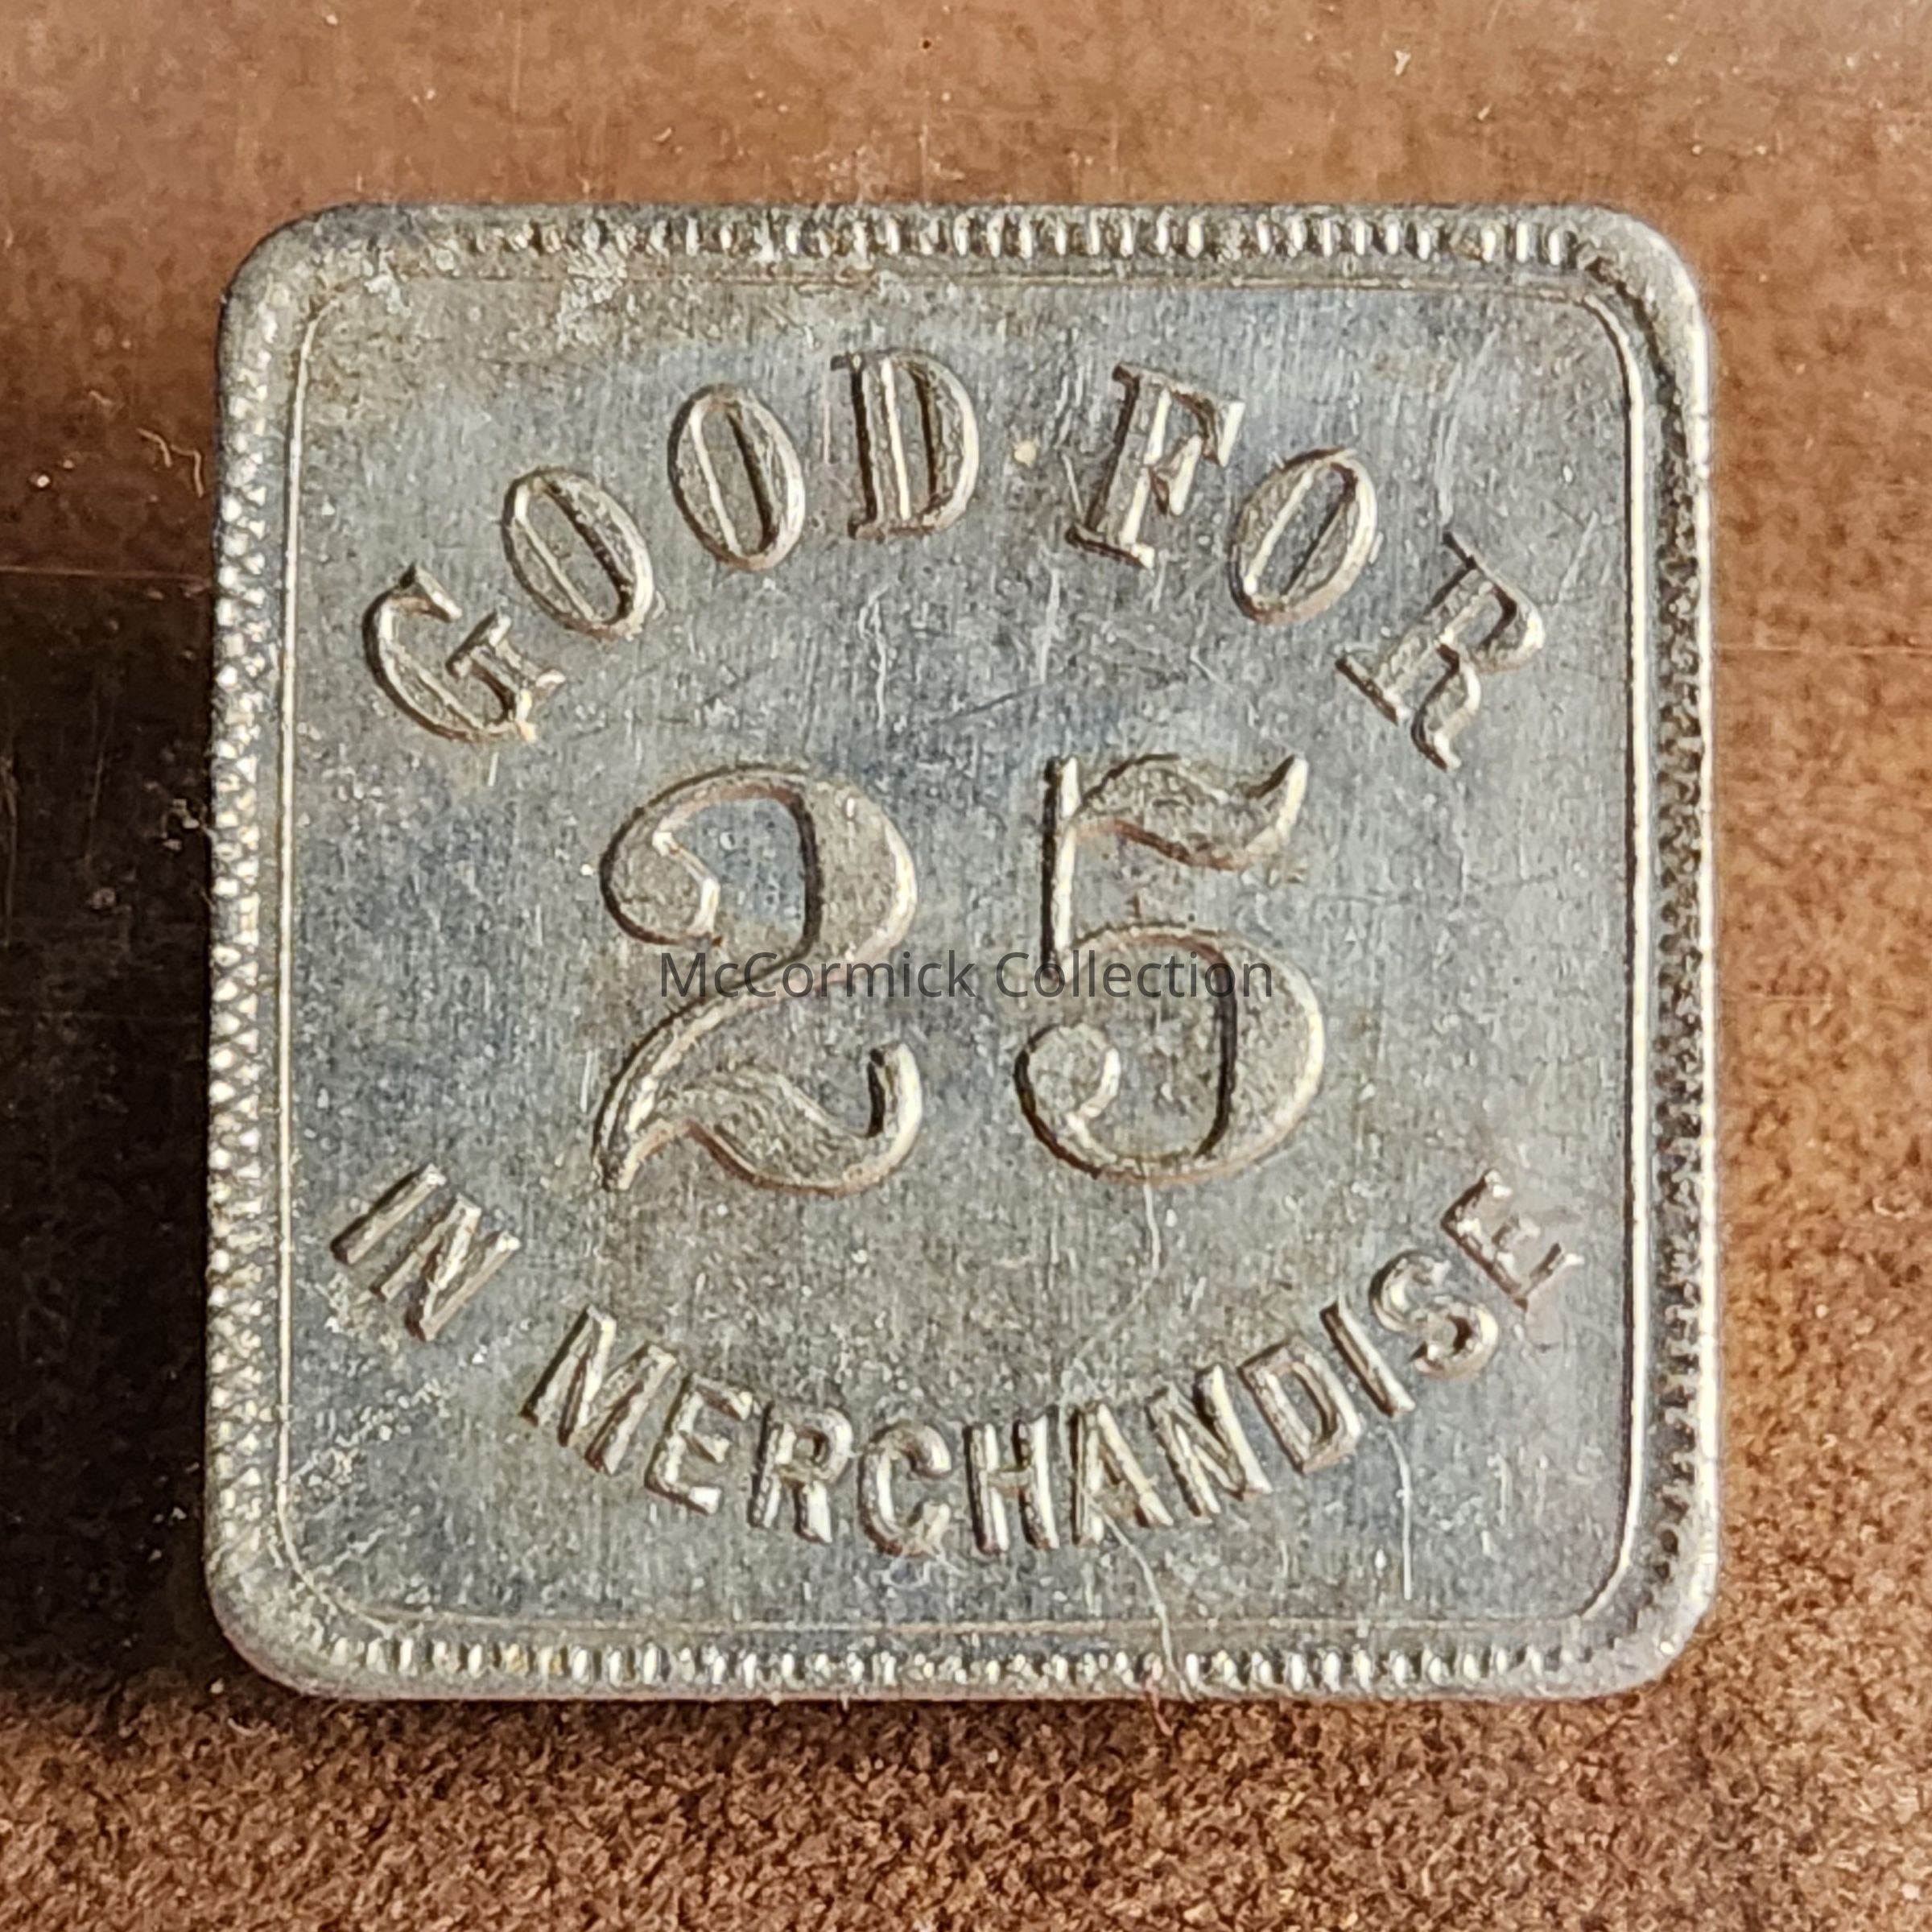 GOOD FOR
25
McCormick Collection
IN MERCHANDISE